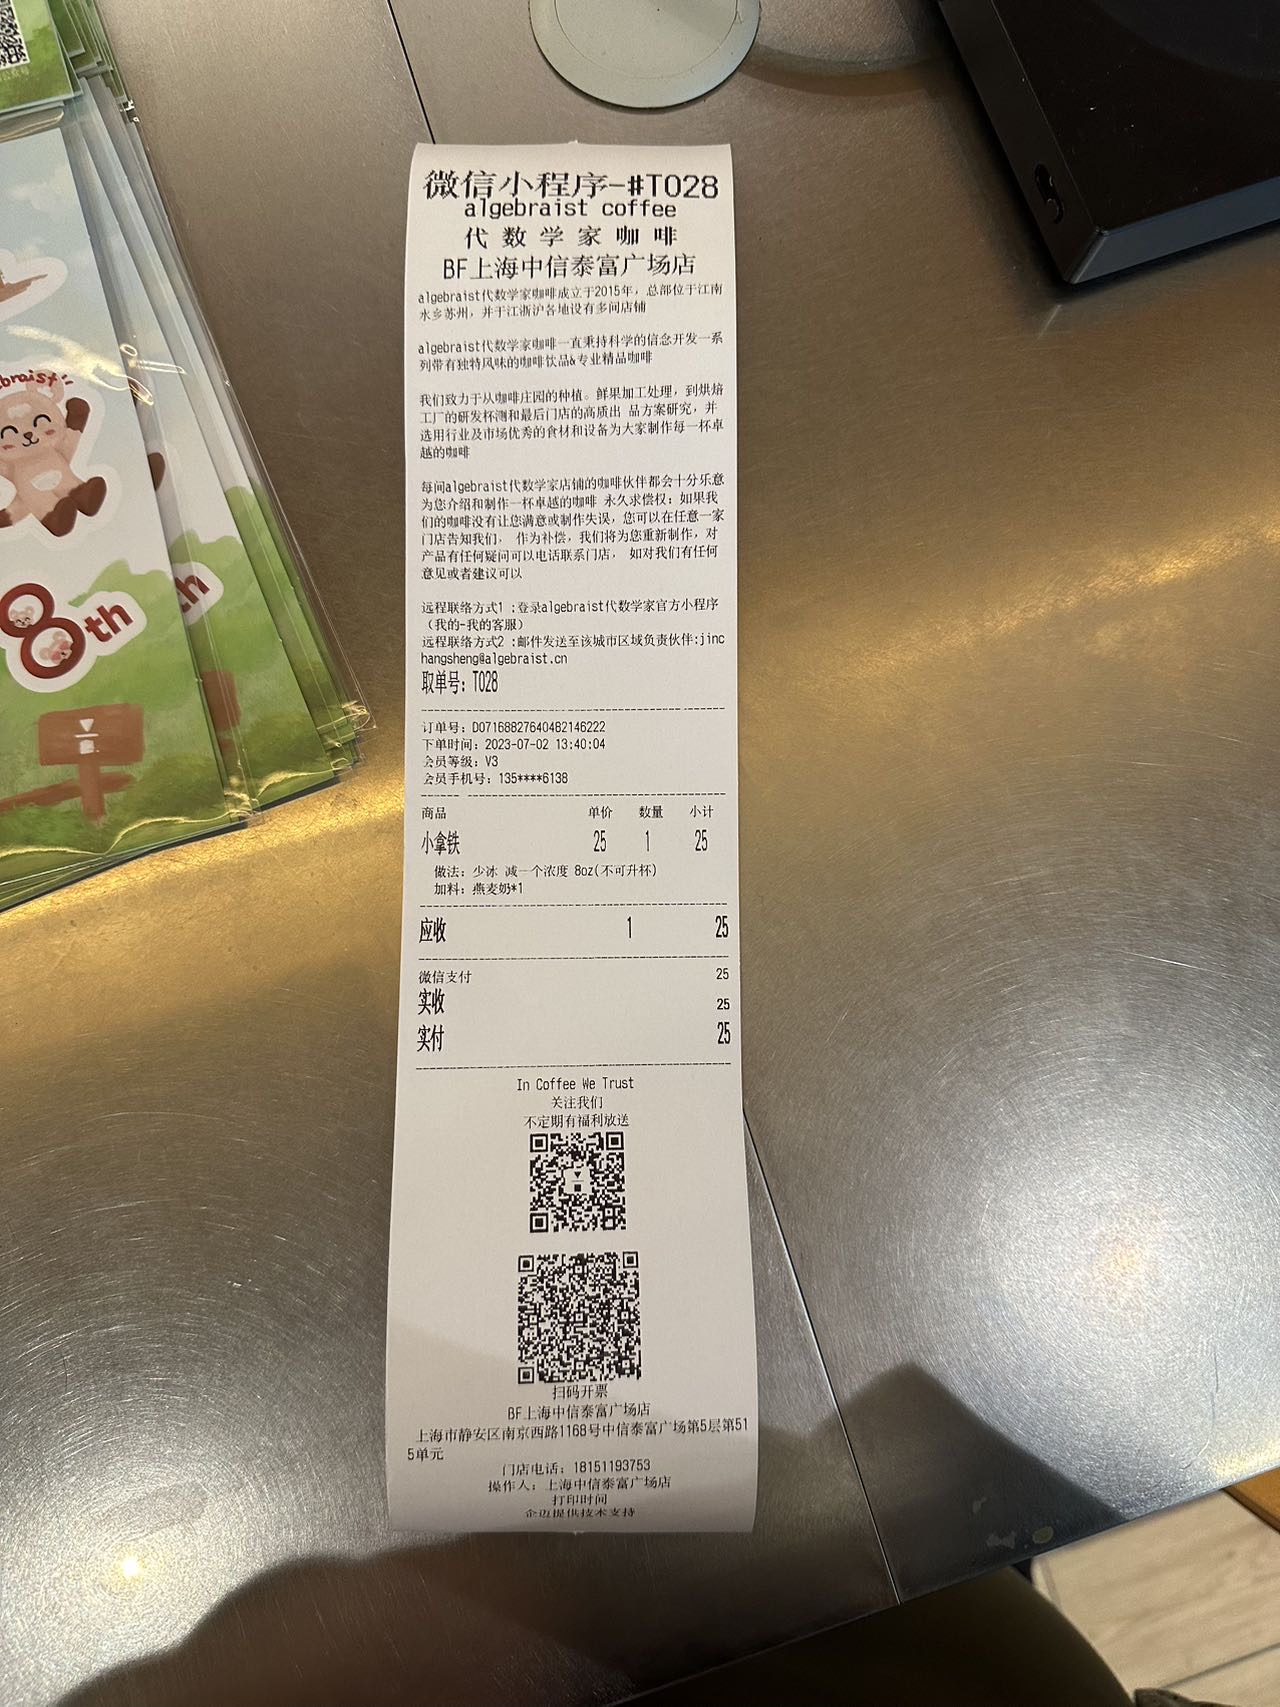 微信小程序-#T028
algebraist coffee
代数学家咖啡
BF上海中信泰富广场店
algebraist代数学家咖啡成立于2015年，总部位于江南
水乡苏州，并于江浙沪各地设有多间店铺
algebraist代数学家咖啡一直秉持科学的信念开发一系
列带有独特风味的咖啡饮品&专业精品咖啡
我们致力于从咖啡庄园的种植。鲜果加工处理，到烘焙
工厂的研发杯测和最后门店的高质出 品方案研究，并
选用行业及市场优秀的食材和设备为大家制作每一杯卓
越的咖啡
每间algebraist代数学家店铺的咖啡伙伴都会十分乐意
为您介绍和制作一杯卓越的咖啡 永久求偿权：如果我
们的咖啡没有让您满意或制作失误，您可以在任意一家
门店告知我们， 作为补偿，我们将为您重新制作，对
产品有任何疑问可以电话联系门店， 如对我们有任何
意见或者建议可以
远程联络方式1 :登录algebraist代数学家官方小程序
（我的-我的客服）
远程联络方式2 :邮件发送至该城市区域负责伙伴:jinc
hangsheng@algebraist.cn
取单号：T028
订单号：D07168827640482146222
下单时间：2023-07-02 13:40:04
会员等级：V3
会员手机号：135****6138
商品 单价 数量 小计
小拿铁 25 1 25
做法：少冰 减一个浓度 8oz(不可升杯)
加料：燕麦奶*1
应收 1 25
微信支付 25
实收 25
实付 25
In Coffee We Trust
关注我们
不定期有福利放送
扫码开票
BF上海中信泰富广场店
上海市静安区南京西路1168号中信泰富广场第5层第51
5单元
门店电话：18151193753
操作人：上海中信泰富广场店
打印时间
企迈提供技术支持
braist
8th
th